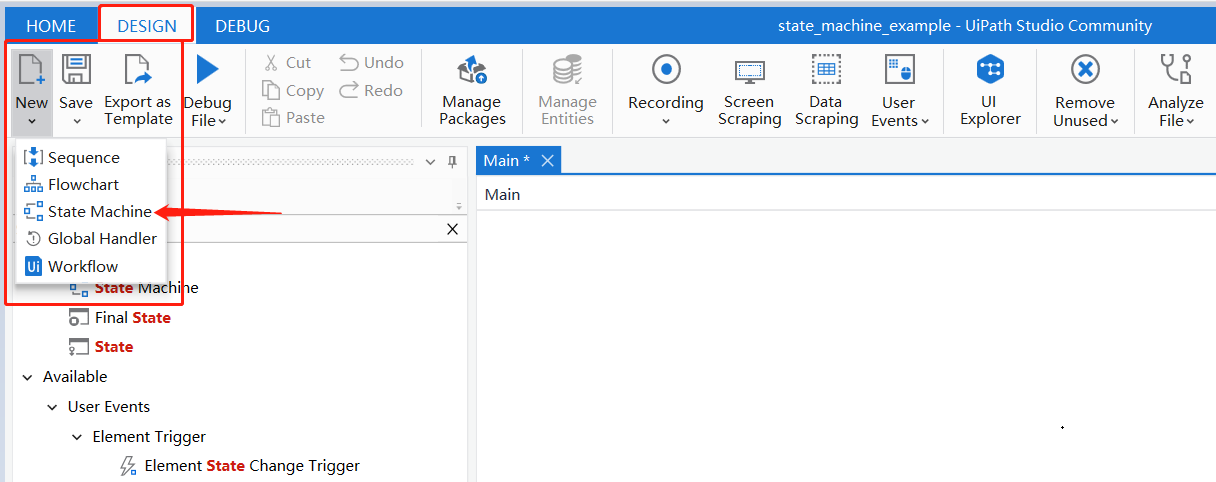 HOME DESIGN DEBUG state_machine_example - UiPath Studio Community
New Save Export as Template Debug File
Cut Undo
Copy Redo
Paste
Manage Packages
Manage Entities
Recording
Screen Scraping
Data Scraping
User Events
UI Explorer
Remove Unused
Analyze File
Sequence
Flowchart
State Machine
Global Handler
Ui Workflow
Main *
Main
State Machine
Final State
State
Available
User Events
Element Trigger
Element State Change Trigger